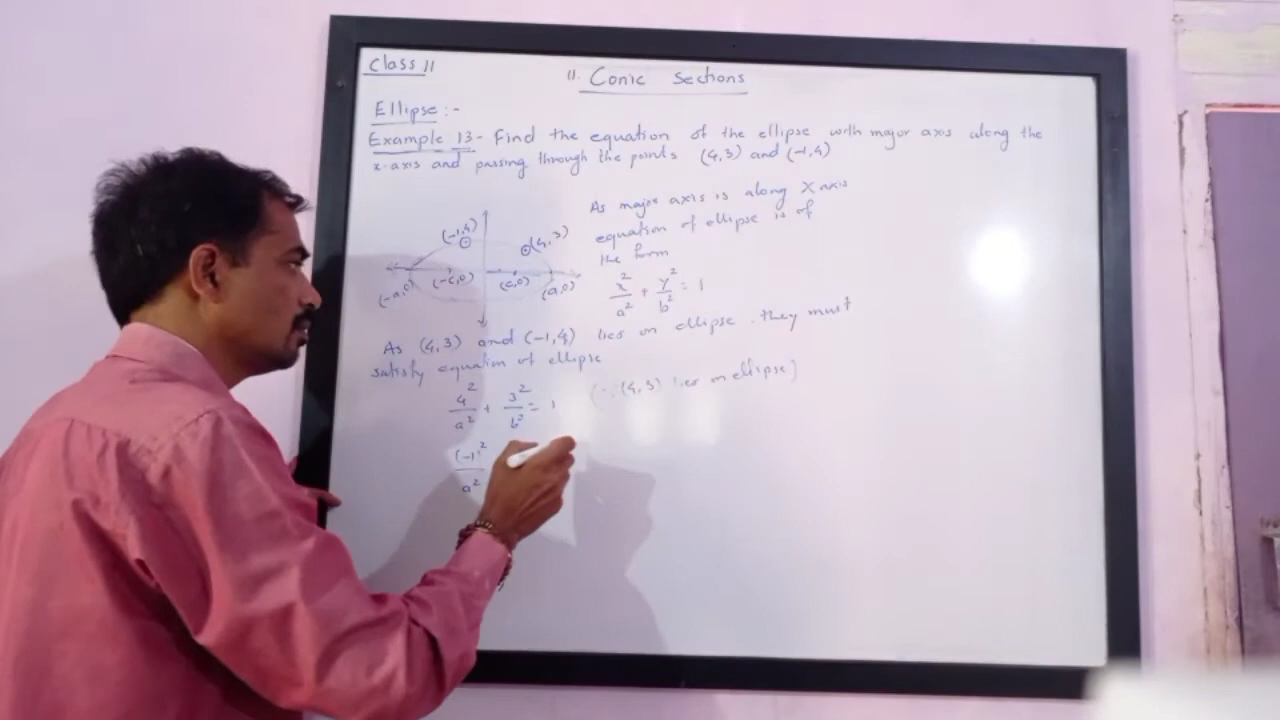 Class 11
11. Conic Sections
Ellipse :-
Example 13- Find the equation of the ellipse with major axis along the
x-axis and passing through the points (4,3) and (-1,4)
As major axis is along X axis
equation of ellipse is of
the form
x²/a² + y²/b² = 1
(-1,4)
(4,3)
(-a,0)
(-c,0)
(c,0)
(a,0)
As (4,3) and (-1,4) lies on ellipse. they must
satisfy equation of ellipse
4²/a² + 3²/b² = 1 (∵ (4,3) lies on ellipse)
(-1)²/a²